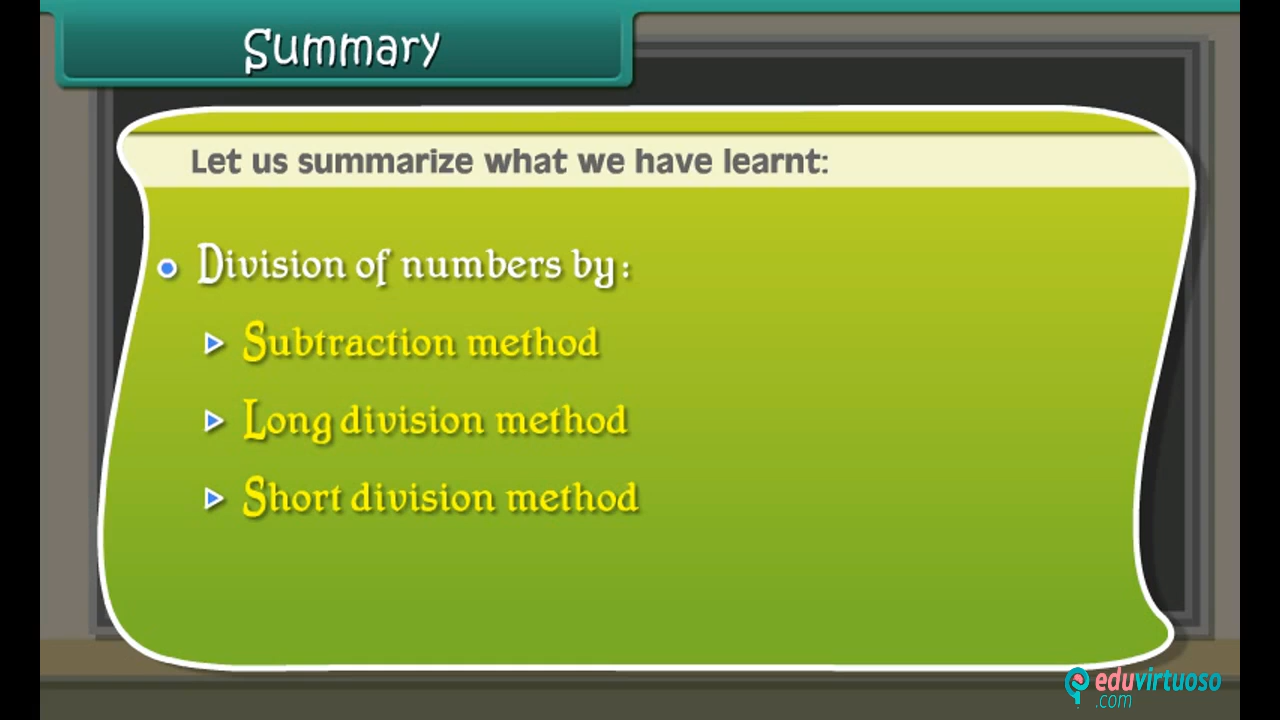 Summary
Let us summarize what we have learnt:
Division of numbers by:
Subtraction method
Long division method
Short division method
eduvirtuoso
.com